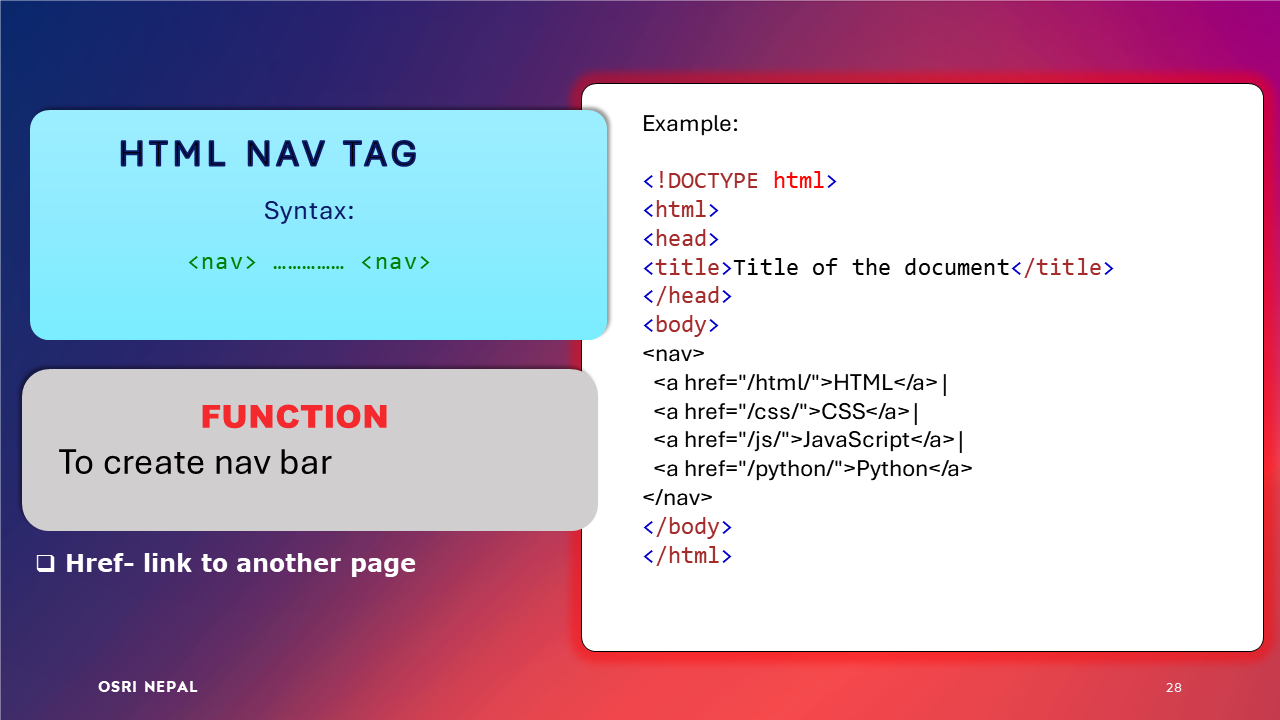 HTML NAV TAG
Syntax:
<nav> …………… <nav>
FUNCTION
To create nav bar
❑ Href- link to another page
Example:
<!DOCTYPE html>
<html>
<head>
<title>Title of the document</title>
</head>
<body>
<nav>
<a href="/html/">HTML</a>|
<a href="/css/">CSS</a>|
<a href="/js/">JavaScript</a>|
<a href="/python/">Python</a>
</nav>
</body>
</html>
OSRI NEPAL
28